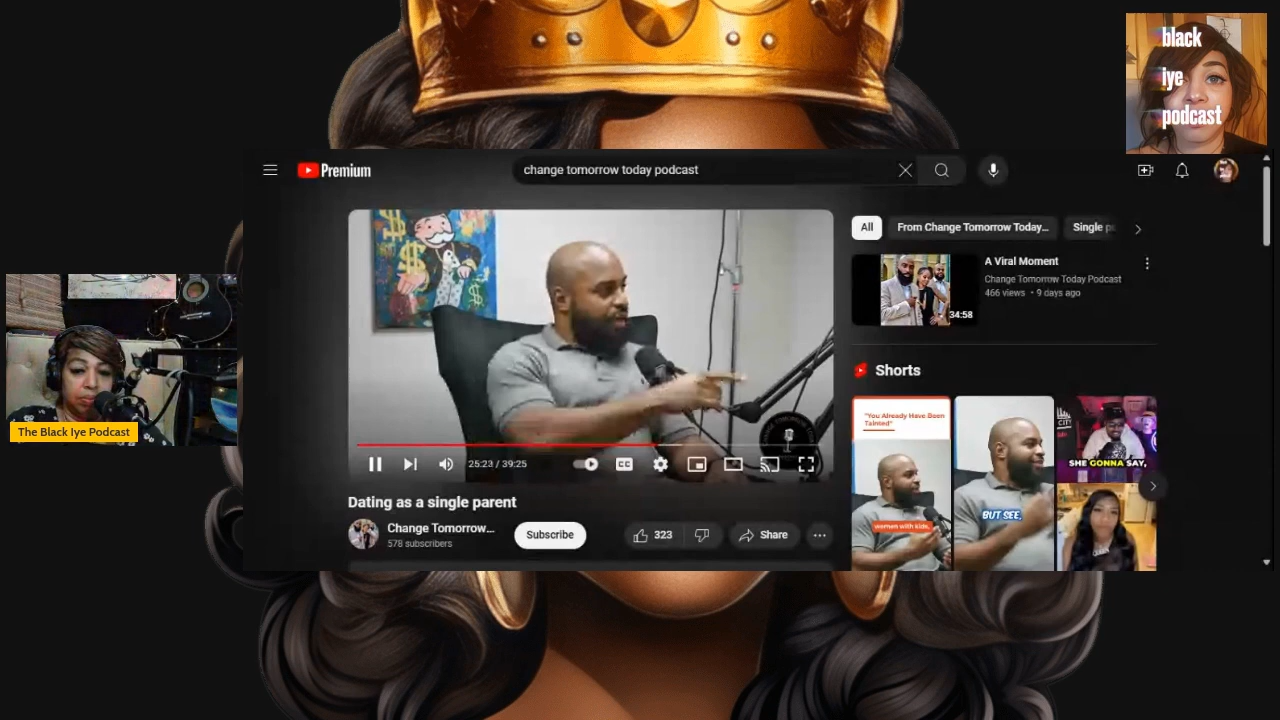 black
iye
podcast
Premium
change tomorrow today podcast
All
From Change Tomorrow Today...
Single
A Viral Moment
Change Tomorrow Today Podcast
466 views • 9 days ago
34:58
25:23 / 39:25
CC
Dating as a single parent
Change Tomorrow...
578 subscribers
Subscribe
323
Share
Shorts
"You Already Have Been
Tainted"
women with kids,
BUT SEE,
SHE GONNA SAY,
The Black Iye Podcast